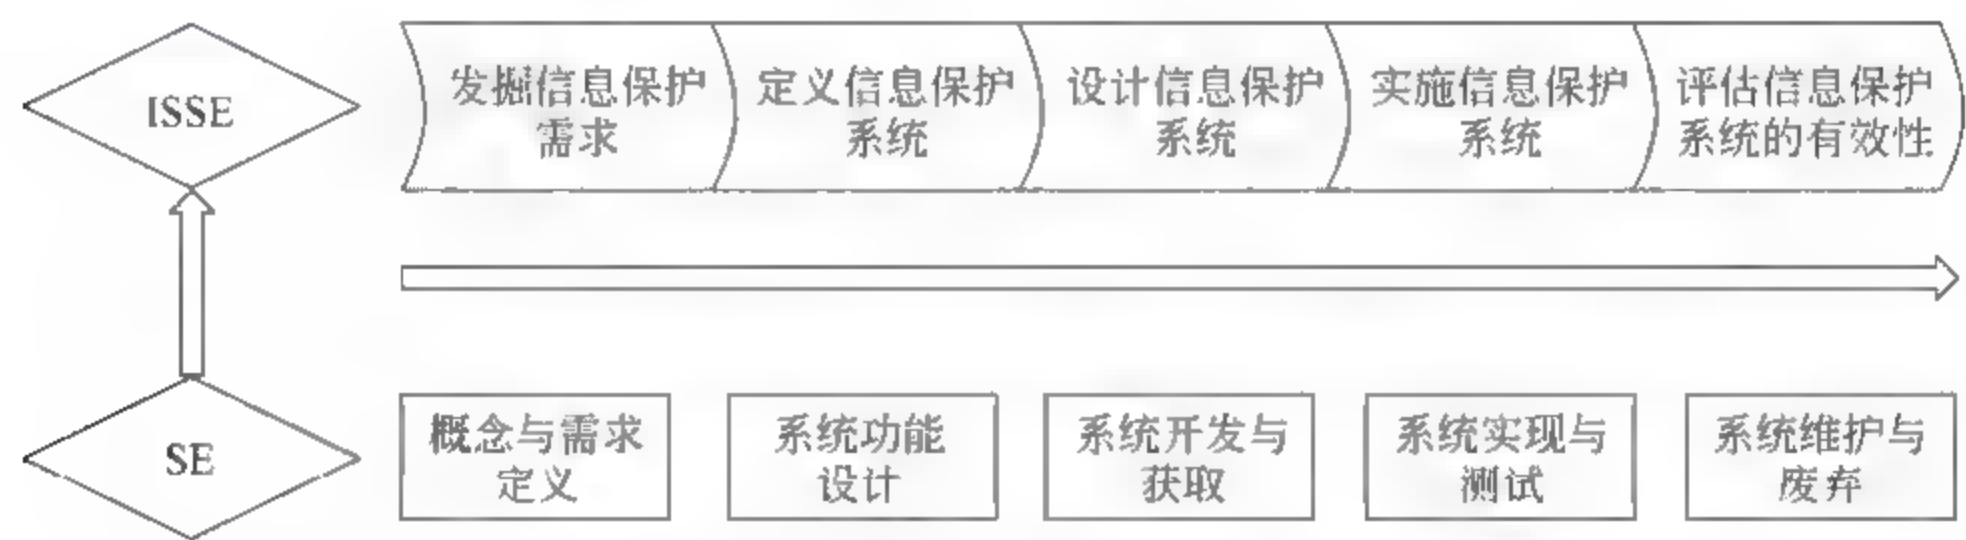 ISSE
发掘信息保护
需求
定义信息保护
系统
设计信息保护
系统
实施信息保护
系统
评估信息保护
系统的有效性
SE
概念与需求
定义
系统功能
设计
系统开发与
获取
系统实现与
测试
系统维护与
废弃